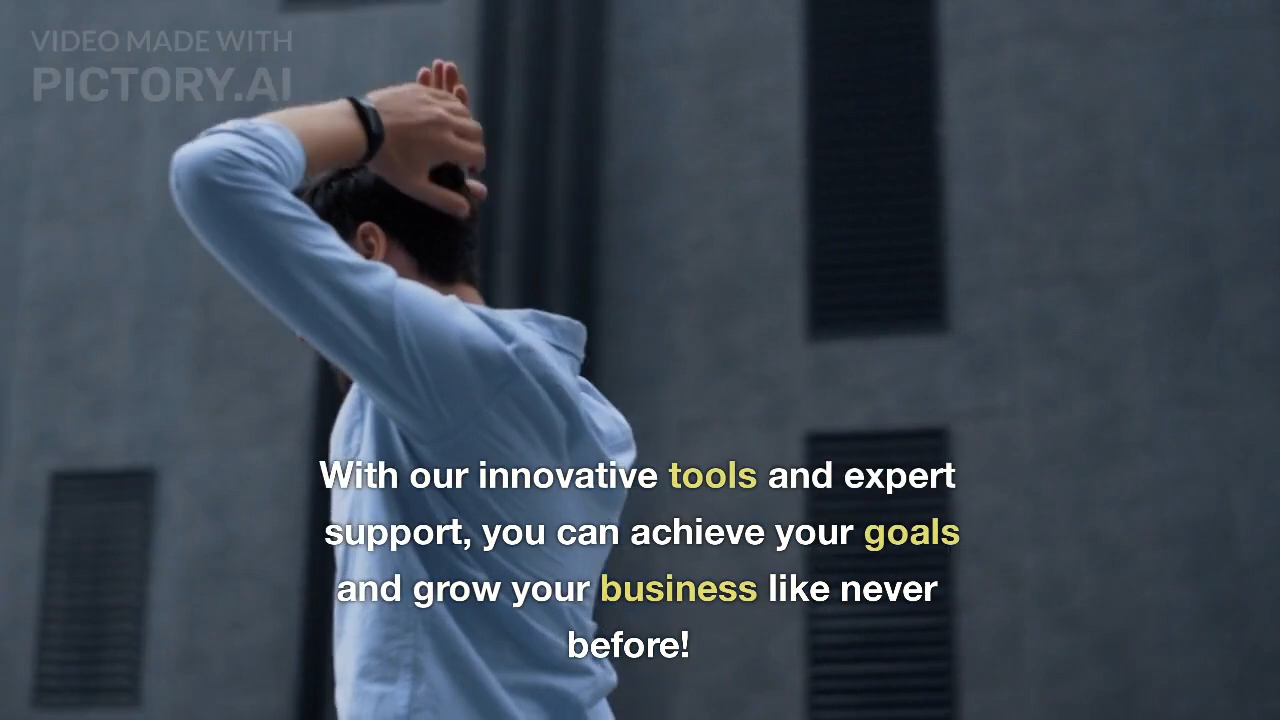 VIDEO MADE WITH
PICTORY.AI
With our innovative tools and expert
support, you can achieve your goals
and grow your business like never
before!